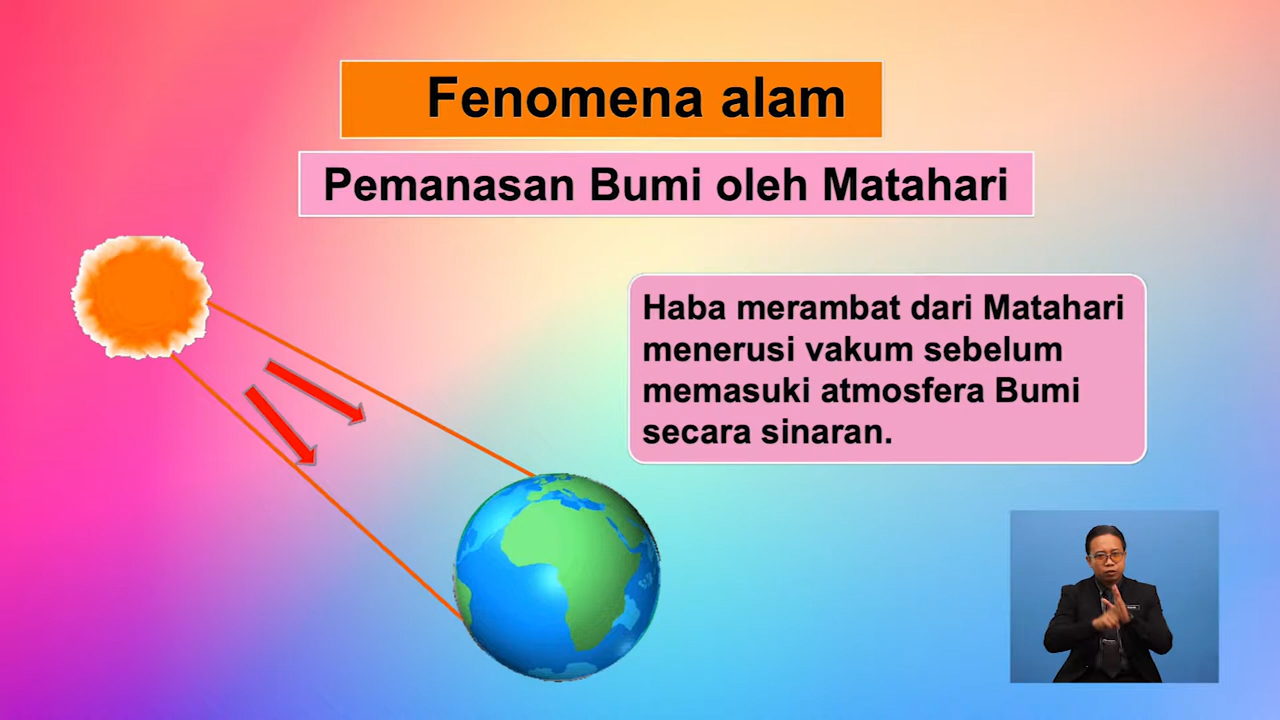 Fenomena alam
Pemanasan Bumi oleh Matahari
Haba merambat dari Matahari
menerusi vakum sebelum
memasuki atmosfera Bumi
secara sinaran.